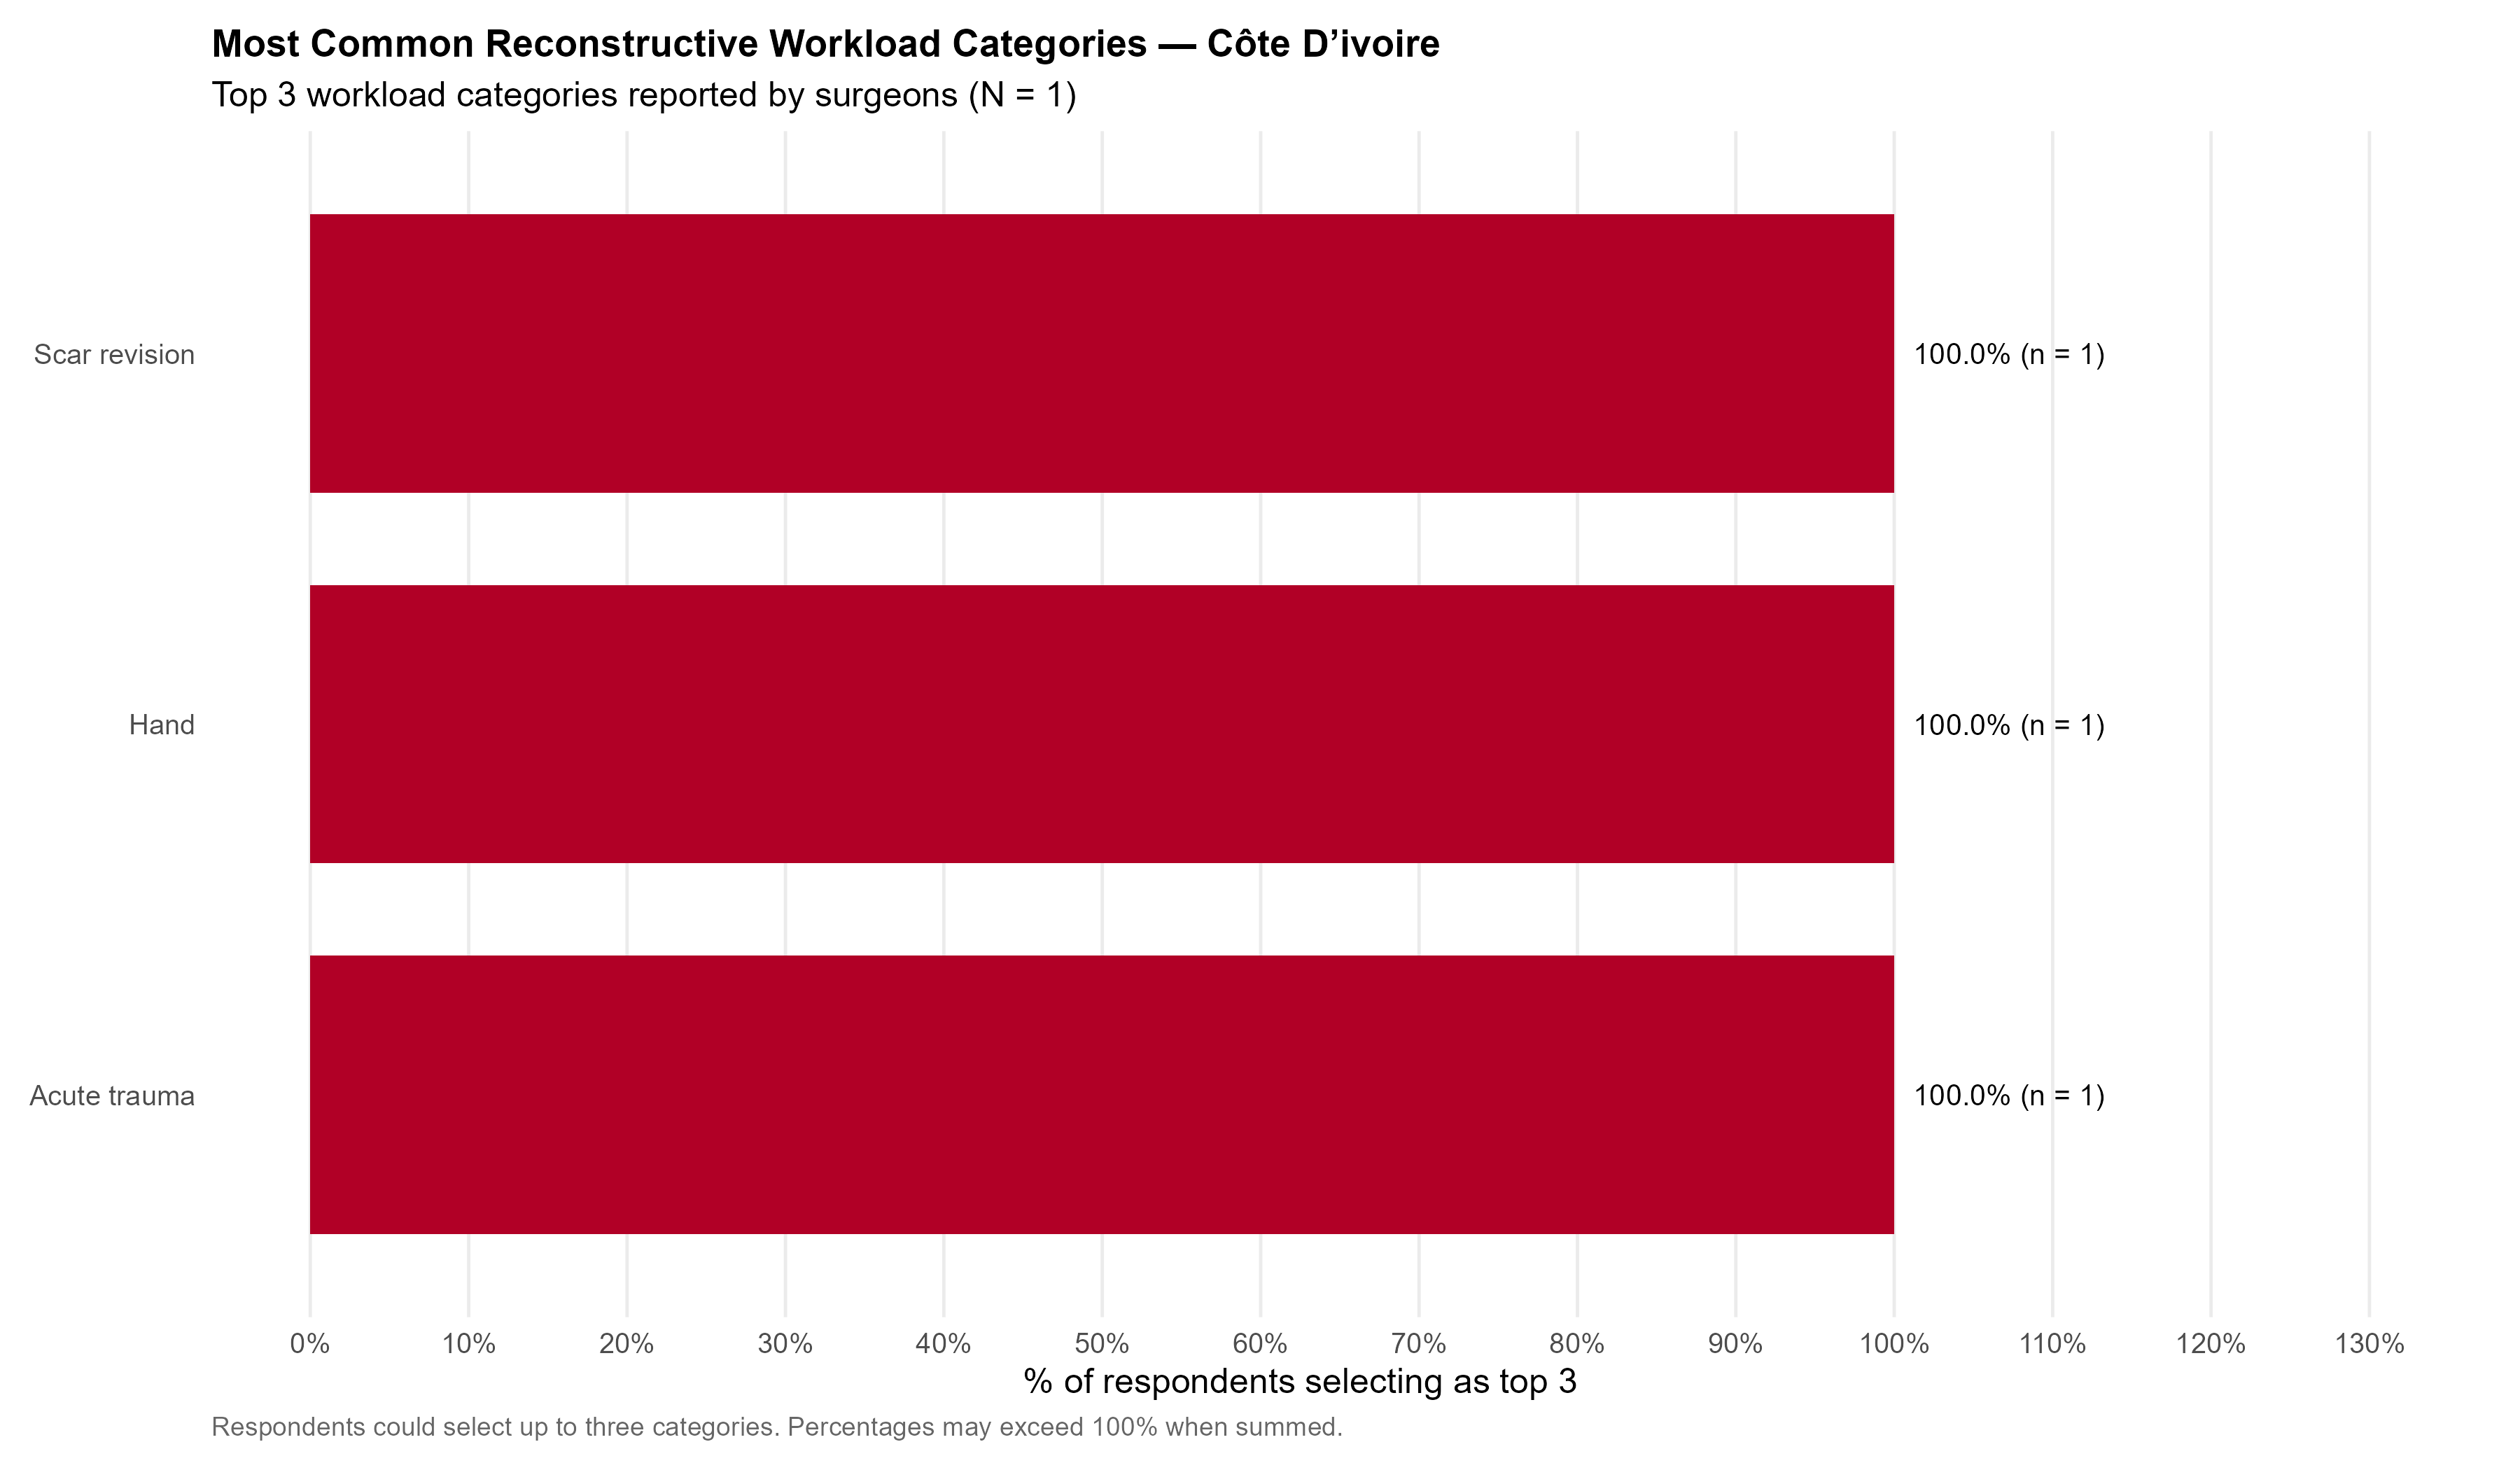 Most Common Reconstructive Workload Categories — Côte D’ivoire
Top 3 workload categories reported by surgeons (N = 1)
Scar revision
100.0% (n = 1)
Hand
100.0% (n = 1)
Acute trauma
100.0% (n = 1)
0% 10% 20% 30% 40% 50% 60% 70% 80% 90% 100% 110% 120% 130%
% of respondents selecting as top 3
Respondents could select up to three categories. Percentages may exceed 100% when summed.